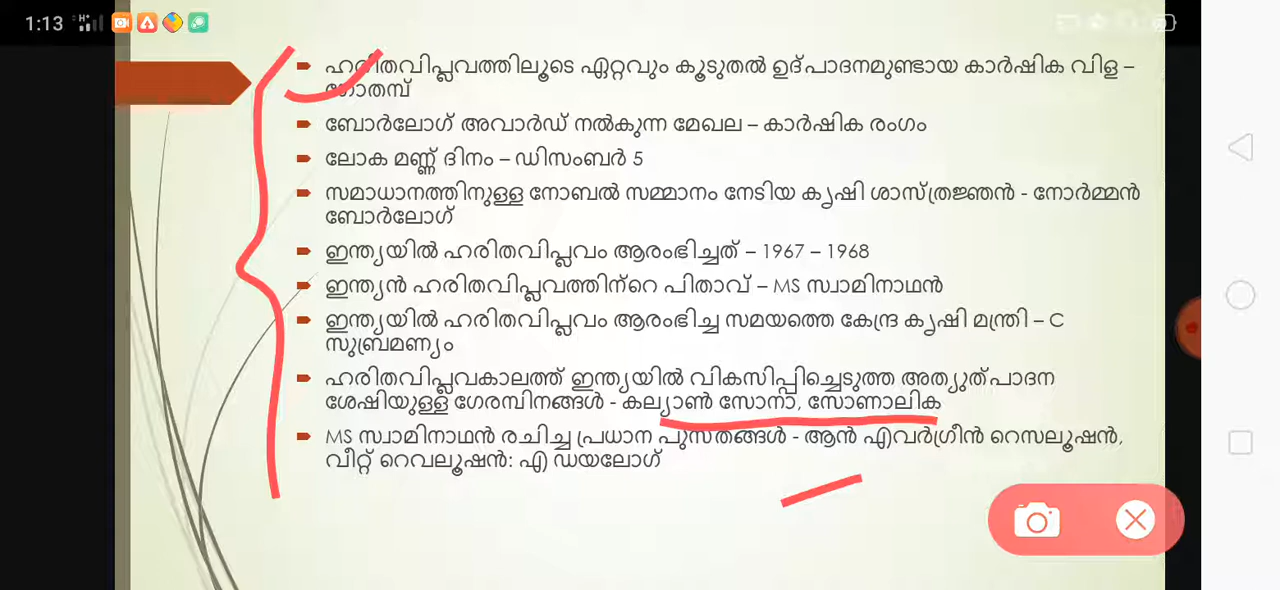 1:13
H+
ഹരിതവിപ്ലവത്തിലൂടെ ഏറ്റവും കൂടുതൽ ഉദ്പാദനമുണ്ടായ കാർഷിക വിള –
ഗോതമ്പ്
ബോർലോഗ് അവാർഡ് നൽകുന്ന മേഖല – കാർഷിക രംഗം
ലോക മണ്ണ് ദിനം – ഡിസംബർ 5
സമാധാനത്തിനുള്ള നോബൽ സമ്മാനം നേടിയ കൃഷി ശാസ്ത്രജ്ഞൻ - നോർമ്മൻ
ബോർലോഗ്
ഇന്ത്യയിൽ ഹരിതവിപ്ലവം ആരംഭിച്ചത് – 1967 – 1968
ഇന്ത്യൻ ഹരിതവിപ്ലവത്തിന്റെ പിതാവ് – MS സ്വാമിനാഥൻ
ഇന്ത്യയിൽ ഹരിതവിപ്ലവം ആരംഭിച്ച സമയത്തെ കേന്ദ്ര കൃഷി മന്ത്രി – C
സുബ്രമണ്യം
ഹരിതവിപ്ലവകാലത്ത് ഇന്ത്യയിൽ വികസിപ്പിച്ചെടുത്ത അത്യുത്പാദന
ശേഷിയുള്ള ഗേരമ്പിനങ്ങൾ - കല്യാൺ സോനാ, സോണാലിക
MS സ്വാമിനാഥൻ രചിച്ച പ്രധാന പുസ്തങ്ങൾ - ആൻ എവർഗ്രീൻ റെസലൂഷൻ,
വീറ്റ് റെവലൂഷൻ: എ ഡയലോഗ്